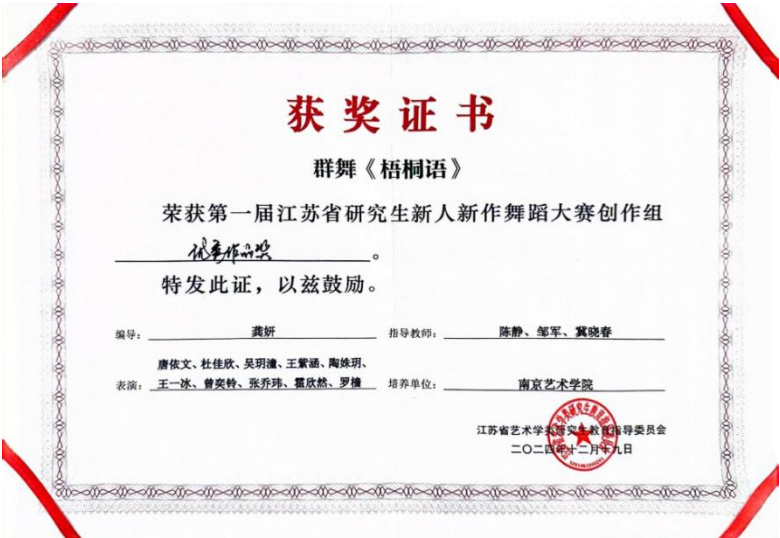 获奖证书
群舞《梧桐语》
荣获第一届江苏省研究生新人新作舞蹈大赛创作组
优秀作品奖。
特发此证，以兹鼓励。
编导：龚妍 指导教师：陈静、邹军、冀晓春
唐依文、杜佳欣、吴玥潼、王紫涵、陶姝玥、
表演：王一冰、曾奕铃、张乔玮、霍欣然、罗樯 培养单位：南京艺术学院
江苏省艺术学类研究生教育指导委员会
二〇二四年十二月十九日